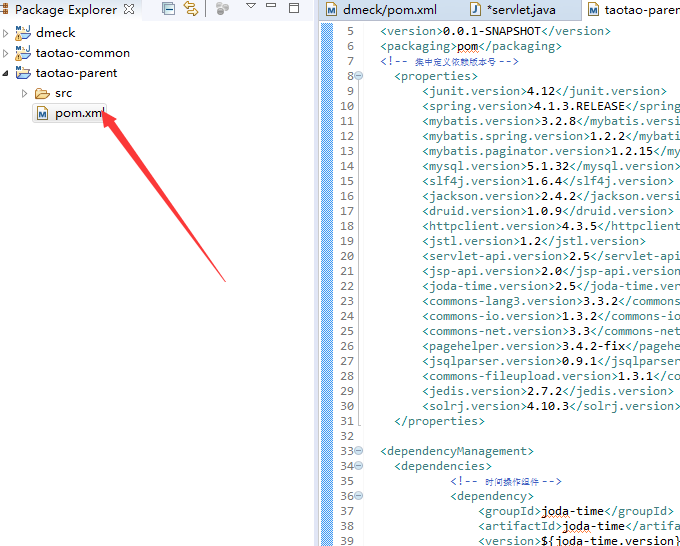 Package Explorer
dmeck
taotao-common
taotao-parent
src
pom.xml
dmeck/pom.xml
*servlet.java
taotao-paren
5 <version>0.0.1-SNAPSHOT</version>
6 <packaging>pom</packaging>
7 <!-- 集中定义依赖版本号 -->
8 <properties>
9 <junit.version>4.12</junit.version>
10 <spring.version>4.1.3.RELEASE</spring
11 <mybatis.version>3.2.8</mybatis.versi
12 <mybatis.spring.version>1.2.2</mybati
13 <mybatis.paginator.version>1.2.15</my
14 <mysql.version>5.1.32</mysql.version>
15 <slf4j.version>1.6.4</slf4j.version>
16 <jackson.version>2.4.2</jackson.versi
17 <druid.version>1.0.9</druid.version>
18 <httpclient.version>4.3.5</httpclient
19 <jstl.version>1.2</jstl.version>
20 <servlet-api.version>2.5</servlet-api
21 <jsp-api.version>2.0</jsp-api.version
22 <joda-time.version>2.5</joda-time.ver
23 <commons-lang3.version>3.3.2</commons
24 <commons-io.version>1.3.2</commons-io
25 <commons-net.version>3.3</commons-net
26 <pagehelper.version>3.4.2-fix</pagehe
27 <jsqlparser.version>0.9.1</jsqlparser
28 <commons-fileupload.version>1.3.1</co
29 <jedis.version>2.7.2</jedis.version>
30 <solrj.version>4.10.3</solrj.version>
31 </properties>
32
33 <dependencyManagement>
34 <dependencies>
35 <!-- 时间操作组件 -->
36 <dependency>
37 <groupId>joda-time</groupId>
38 <artifactId>joda-time</artifact
39 <version>${joda-time.version}